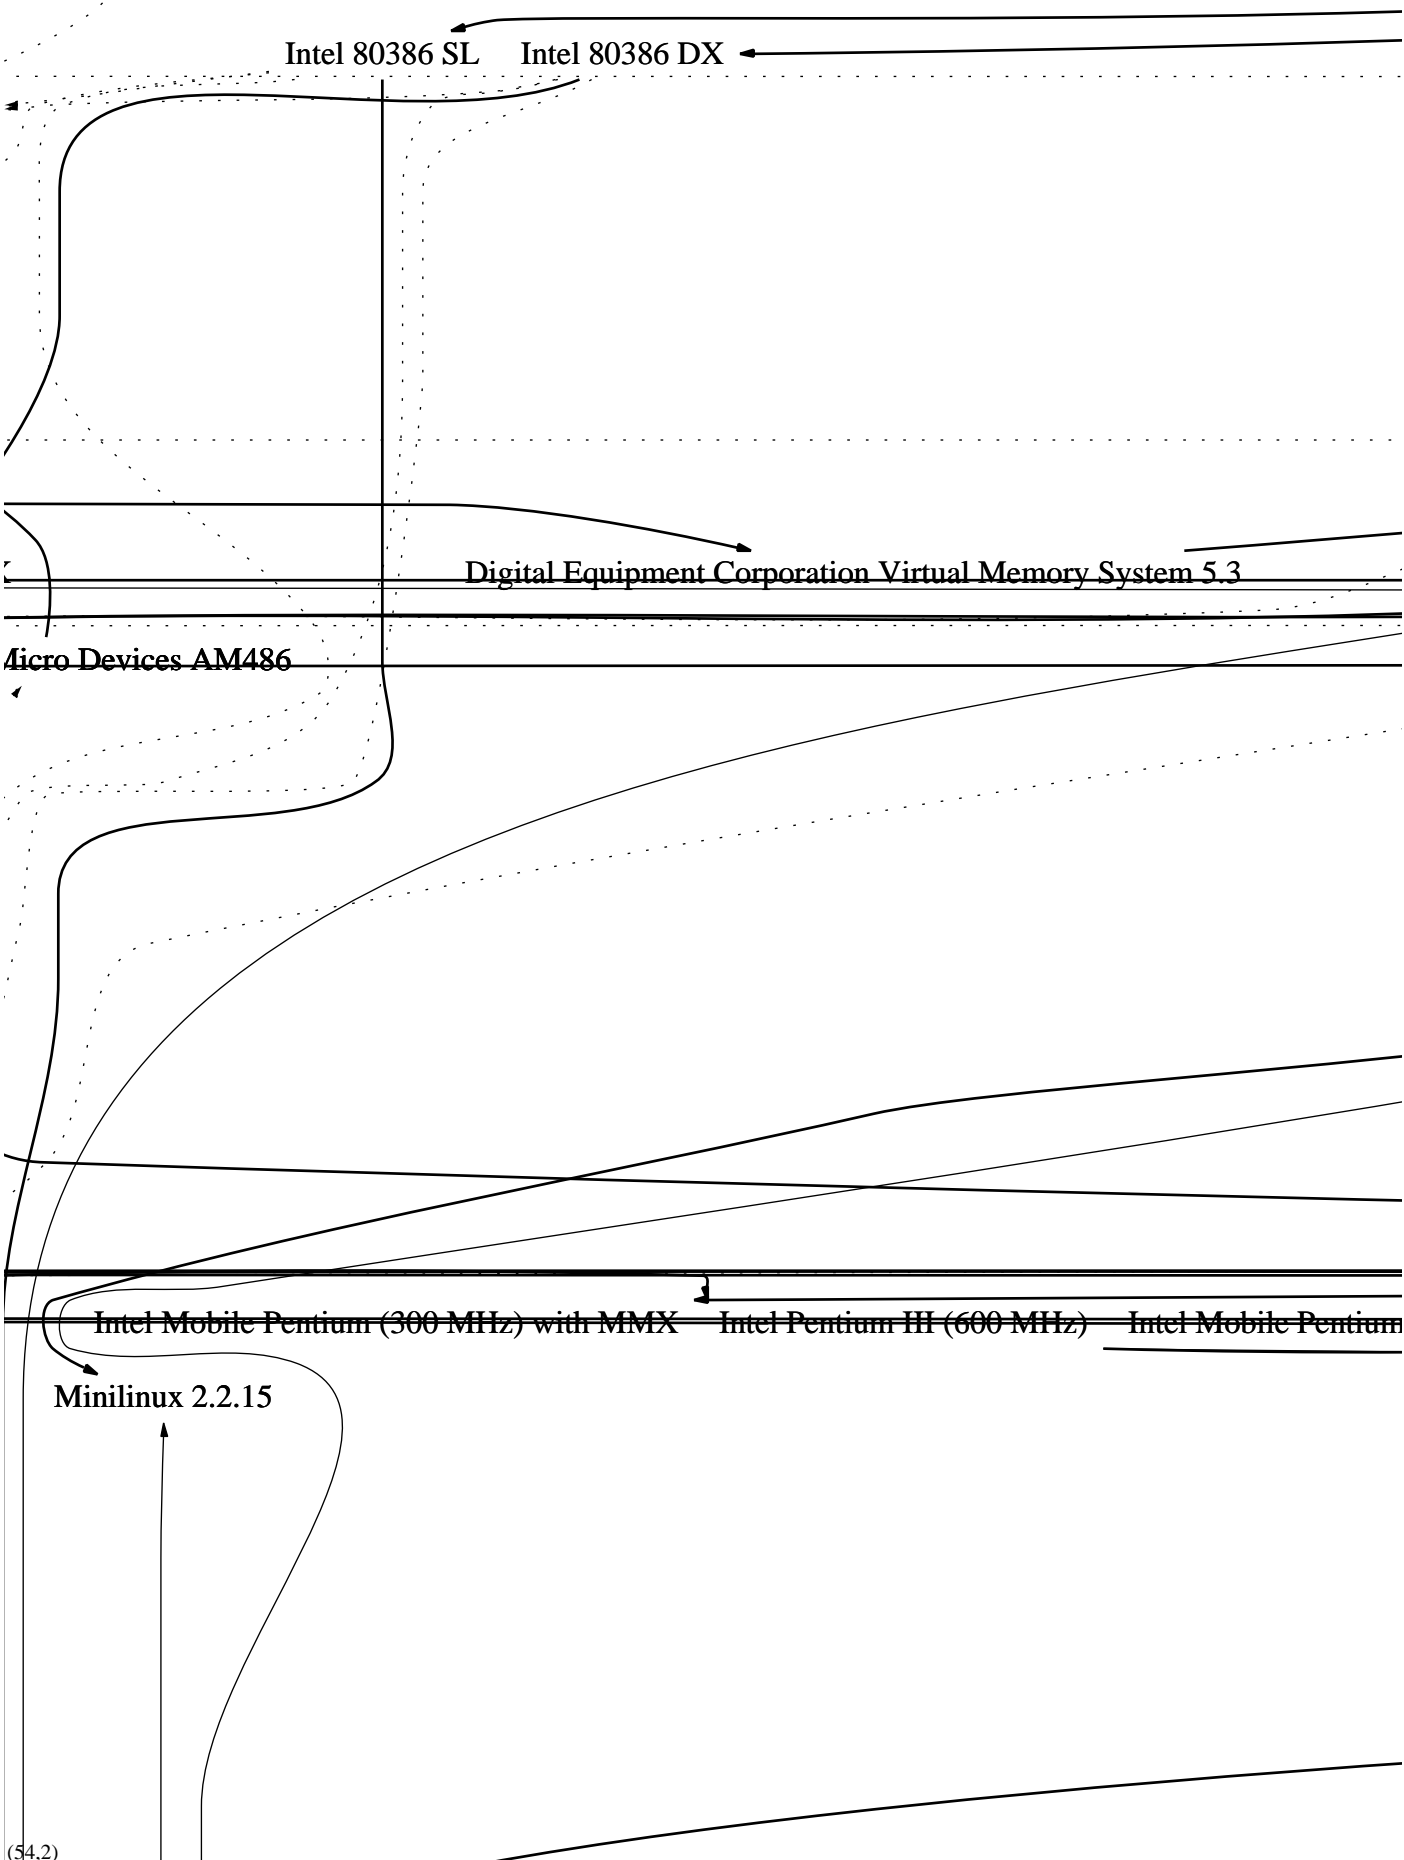 Intel 80386 SL
Intel 80386 DX
Digital Equipment Corporation Virtual Memory System 5.3
Micro Devices AM486
Intel Mobile Pentium (300 MHz) with MMX
Intel Pentium III (600 MHz)
Intel Mobile Pentium
Minilinux 2.2.15
(54,2)